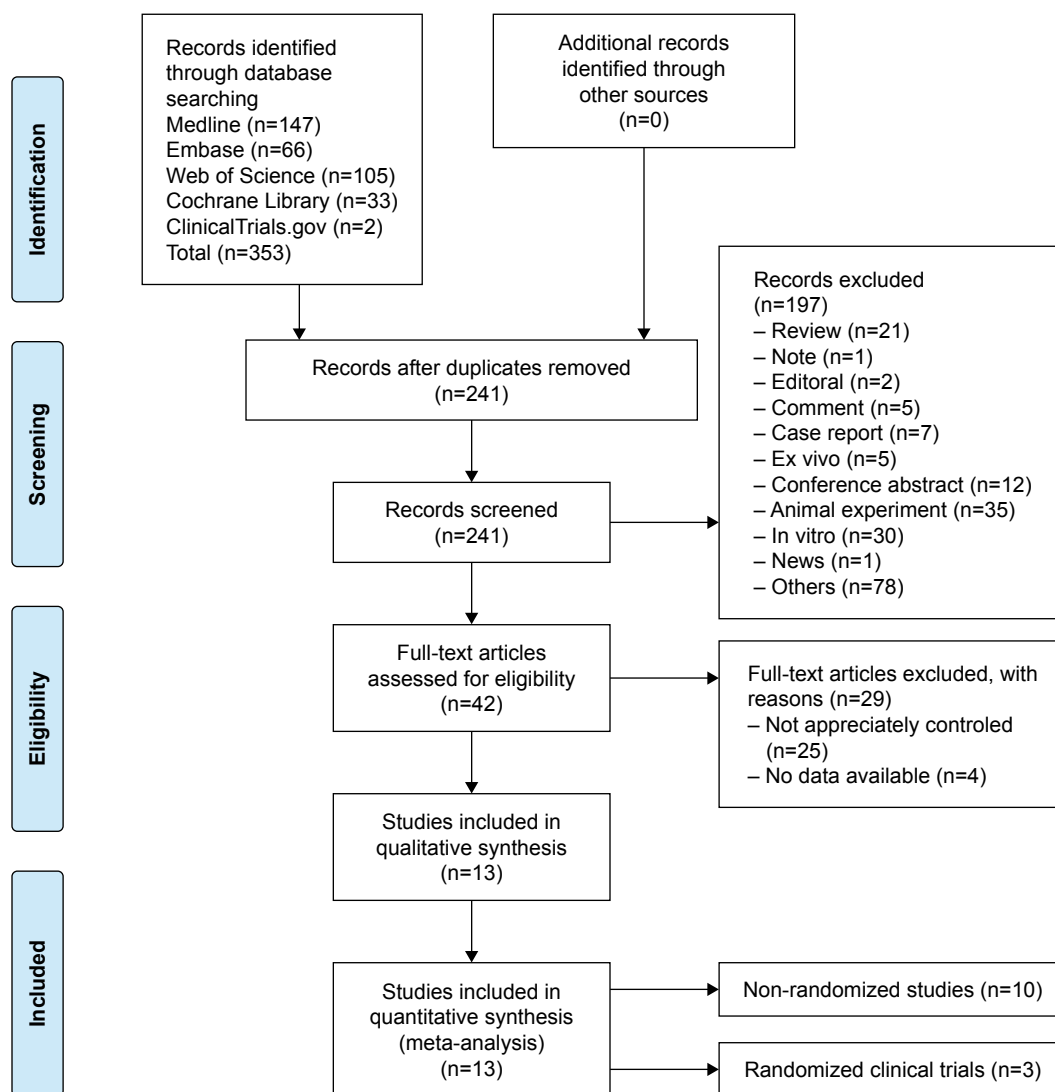 Identification
Records identified
through database
searching
Medline (n=147)
Embase (n=66)
Web of Science (n=105)
Cochrane Library (n=33)
ClinicalTrials.gov (n=2)
Total (n=353)
Additional records
identified through
other sources
(n=0)
Screening
Records after duplicates removed
(n=241)
Records screened
(n=241)
Records excluded
(n=197)
– Review (n=21)
– Note (n=1)
– Editoral (n=2)
– Comment (n=5)
– Case report (n=7)
– Ex vivo (n=5)
– Conference abstract (n=12)
– Animal experiment (n=35)
– In vitro (n=30)
– News (n=1)
– Others (n=78)
Eligibility
Full-text articles
assessed for eligibility
(n=42)
Full-text articles excluded, with
reasons (n=29)
– Not appreciately controled
(n=25)
– No data available (n=4)
Studies included in
qualitative synthesis
(n=13)
Included
Studies included in
quantitative synthesis
(meta-analysis)
(n=13)
Non-randomized studies (n=10)
Randomized clinical trials (n=3)